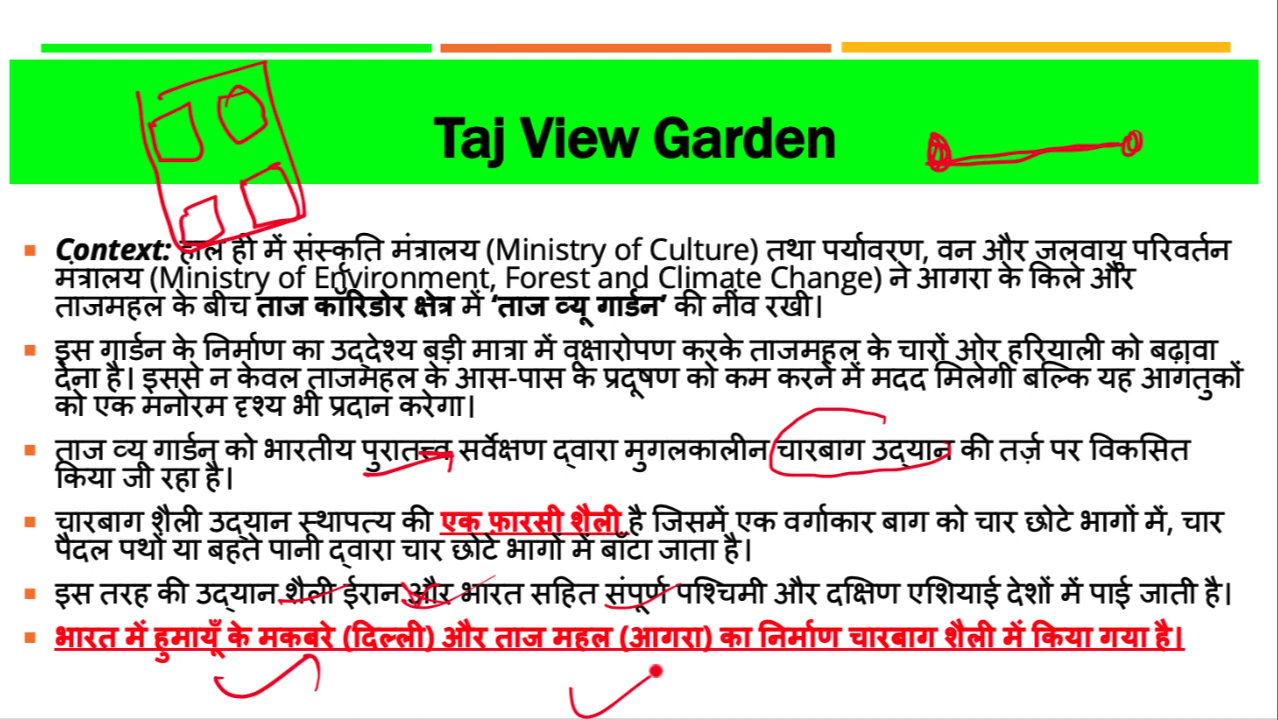 Taj View Garden
Context: हाल ही में संस्कृति मंत्रालय (Ministry of Culture) तथा पर्यावरण, वन और जलवायु परिवर्तन
मंत्रालय (Ministry of Environment, Forest and Climate Change) ने आगरा के किले और
ताजमहल के बीच ताज कॉरिडोर क्षेत्र में ‘ताज व्यू गार्डन’ की नींव रखी।
इस गार्डन के निर्माण का उद्देश्य बड़ी मात्रा में वृक्षारोपण करके ताजमहल के चारों ओर हरियाली को बढ़ावा
देना है। इससे न केवल ताजमहल के आस-पास के प्रदूषण को कम करने में मदद मिलेगी बल्कि यह आगंतुकों
को एक मनोरम दृश्य भी प्रदान करेगा।
ताज व्य गार्डन को भारतीय पुरातत्त्व सर्वेक्षण द्वारा मुगलकालीन चारबाग उद्यान की तर्ज़ पर विकसित
किया जी रहा है।
चारबाग शैली उद्यान स्थापत्य की एक फारसी शैली है जिसमें एक वर्गाकार बाग को चार छोटे भागों में, चार
पैदल पथों या बहते पानी द्वारा चार छोटे भागों में बाँटा जाता है।
इस तरह की उद्यान शैली ईरान और भारत सहित संपूर्ण पश्चिमी और दक्षिण एशियाई देशों में पाई जाती है।
भारत में हुमायूँ के मकबरे (दिल्ली) और ताज महल (आगरा) का निर्माण चारबाग शैली में किया गया है।